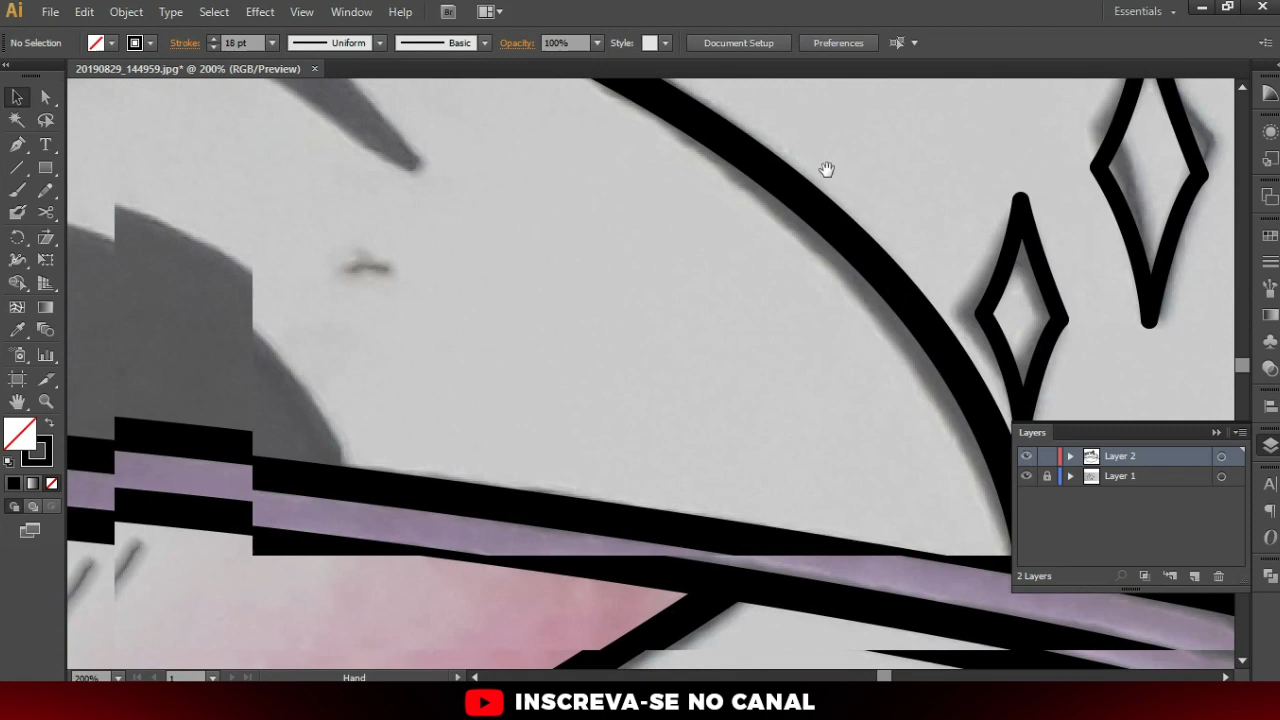 Ai File Edit Object Type Select Effect View Window Help Br Essentials
No Selection Stroke: 18 pt Uniform Basic Opacity: 100% Style: Document Setup Preferences
20190829_144959.jpg* @ 200% (RGB/Preview)
Layers
Layer 2
Layer 1
2 Layers
200% 1 Hand
INSCREVA-SE NO CANAL